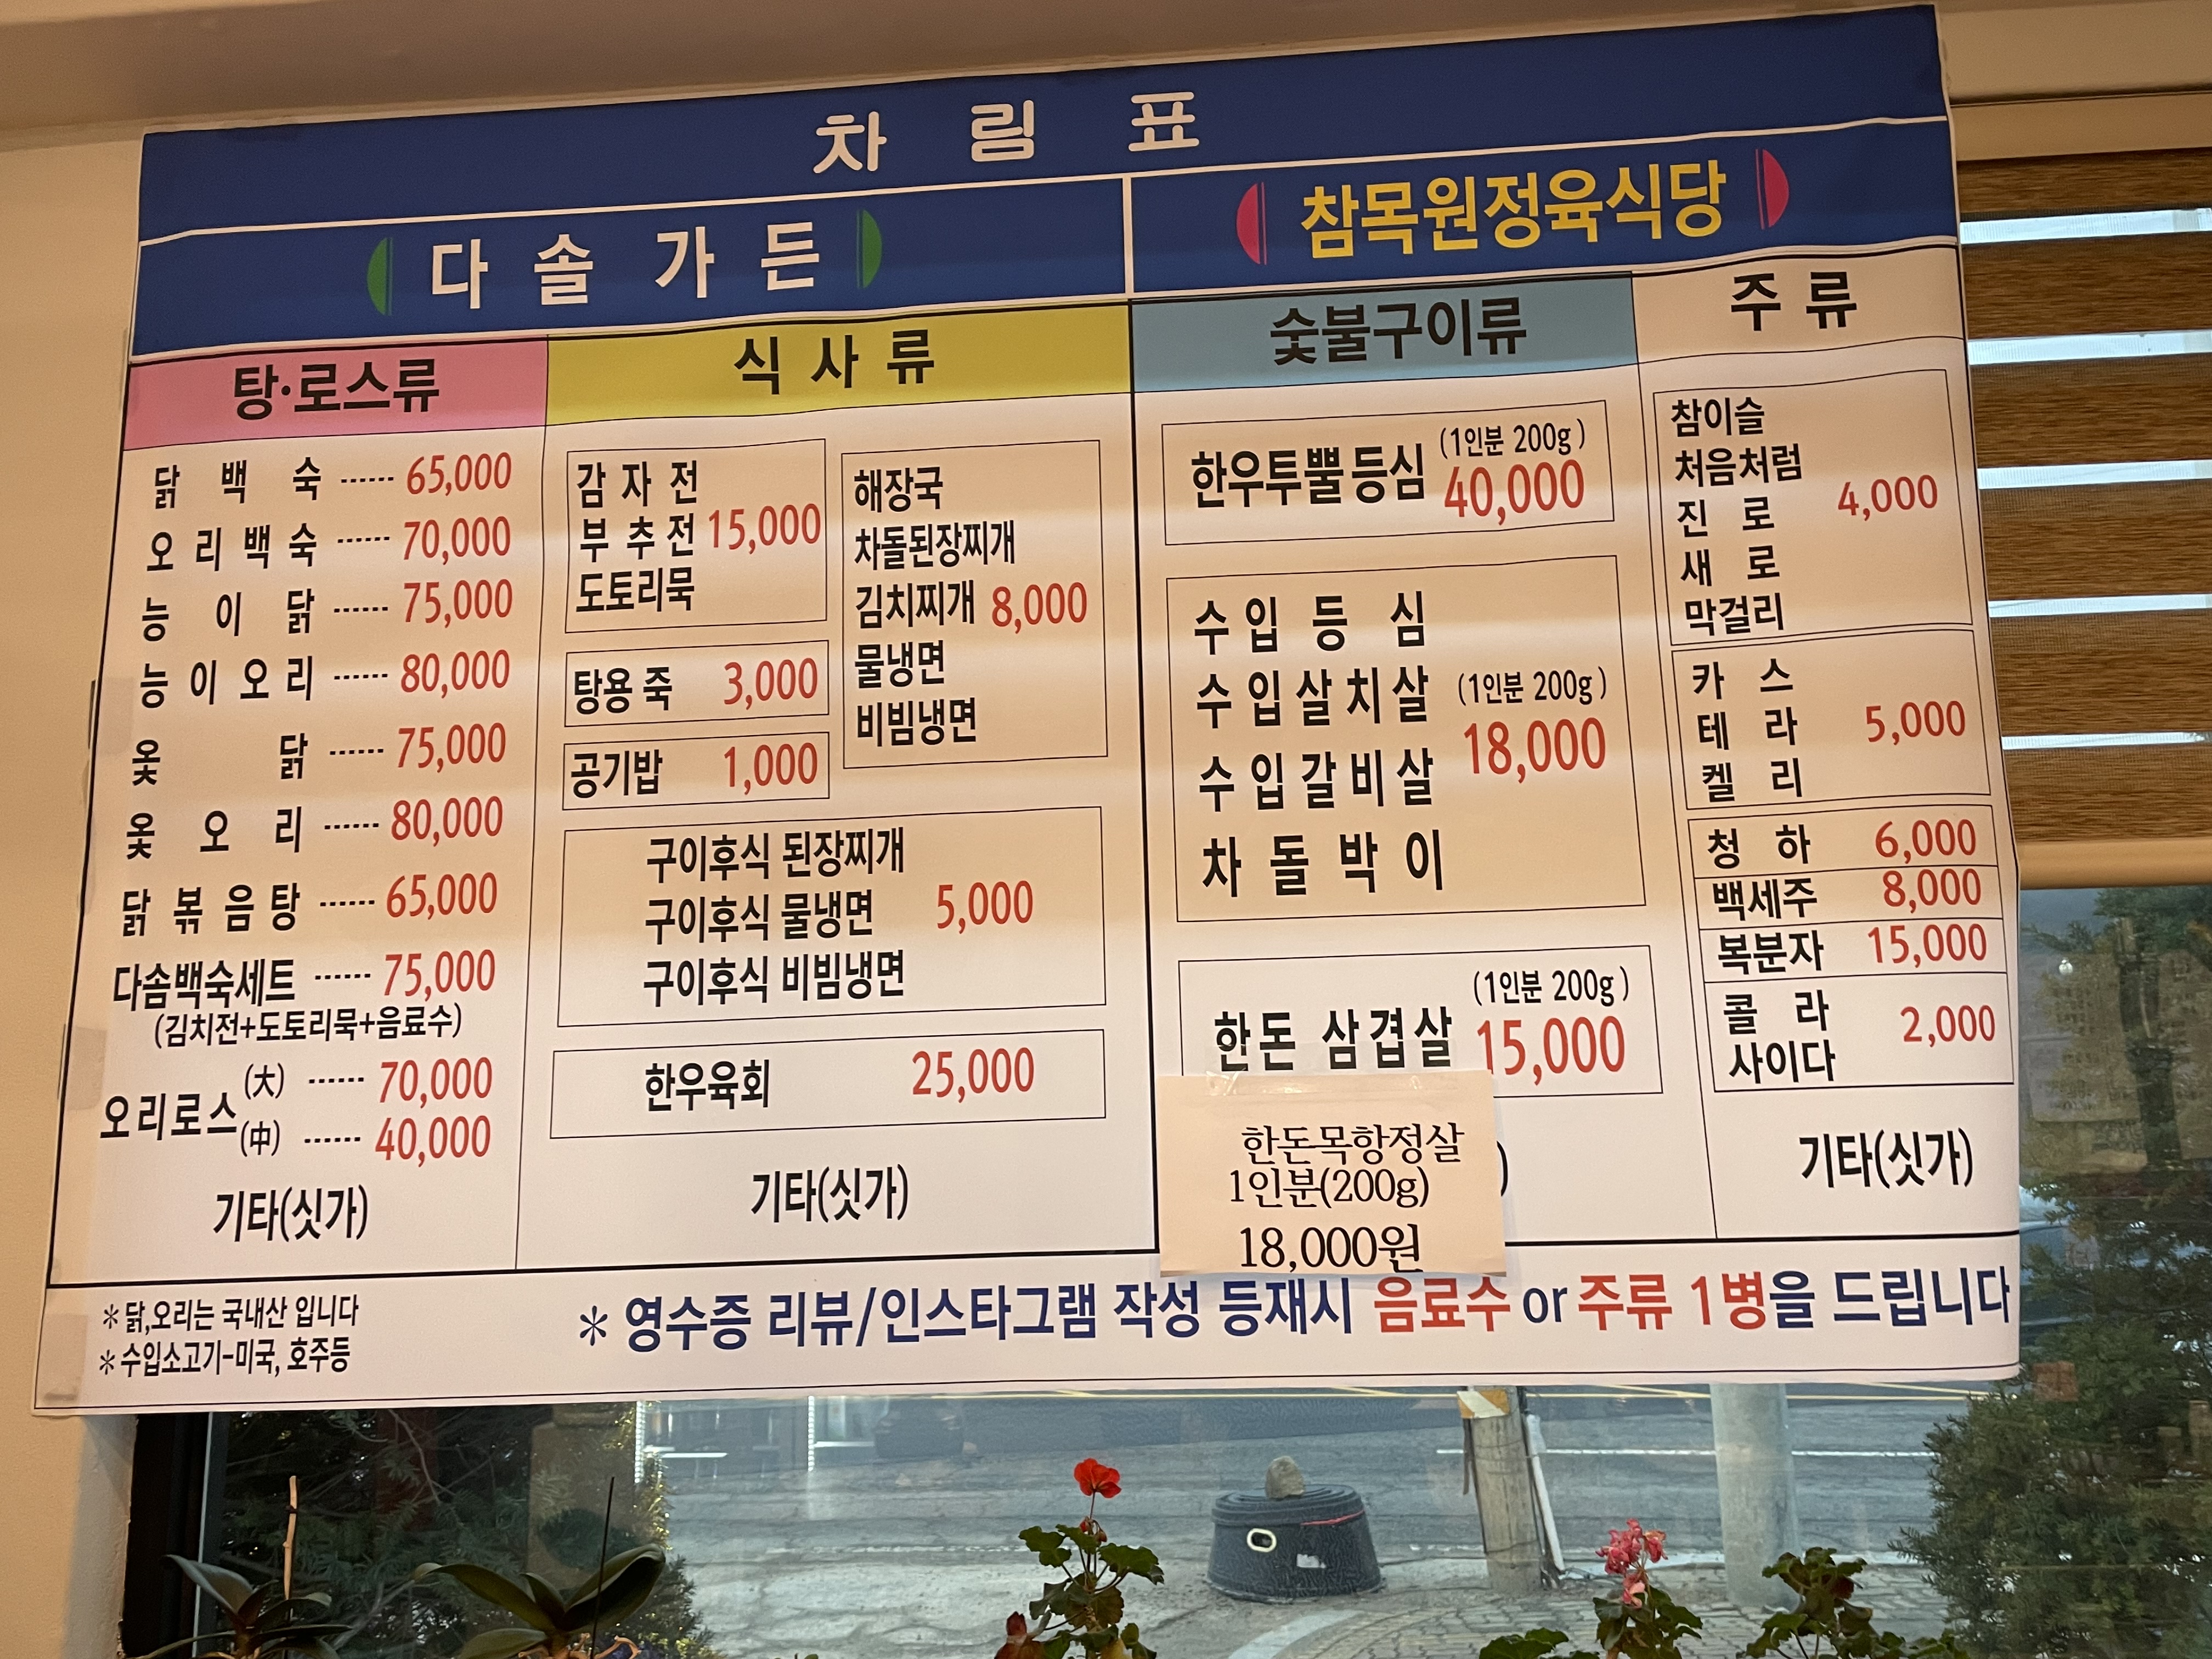 차 림 표
다 솔 가 든
참목원정육식당
탕·로스류
닭 백 숙 ······ 65,000
오 리 백 숙 ······ 70,000
능 이 닭 ······ 75,000
능 이 오 리 ······ 80,000
옻 닭 ······ 75,000
옻 오 리 ······ 80,000
닭 볶 음 탕 ······ 65,000
다솜백숙세트 ······ 75,000
(김치전+도토리묵+음료수)
오리로스 (大) ······ 70,000
(中) ······ 40,000
기타(싯가)
식 사 류
감 자 전
부 추 전 15,000
도토리묵
탕용 죽 3,000
공기밥 1,000
해장국
차돌된장찌개
김치찌개 8,000
물냉면
비빔냉면
구이후식 된장찌개
구이후식 물냉면 5,000
구이후식 비빔냉면
한우육회 25,000
기타(싯가)
숯불구이류
한우투뿔등심 (1인분 200g)
40,000
수 입 등 심
수 입 살 치 살 (1인분 200g)
수 입 갈 비 살 18,000
차 돌 박 이
(1인분 200g)
한돈 삼겹살 15,000
한돈목항정살
1인분(200g)
18,000원
)
주 류
참이슬
처음처럼
진 로 4,000
새 로
막걸리
카 스
테 라 5,000
켈 리
청 하 6,000
백세주 8,000
복분자 15,000
콜 라 2,000
사이다
기타(싯가)
*닭,오리는 국내산 입니다
*수입소고기-미국, 호주등
* 영수증 리뷰/인스타그램 작성 등재시 음료수 or 주류 1병을 드립니다